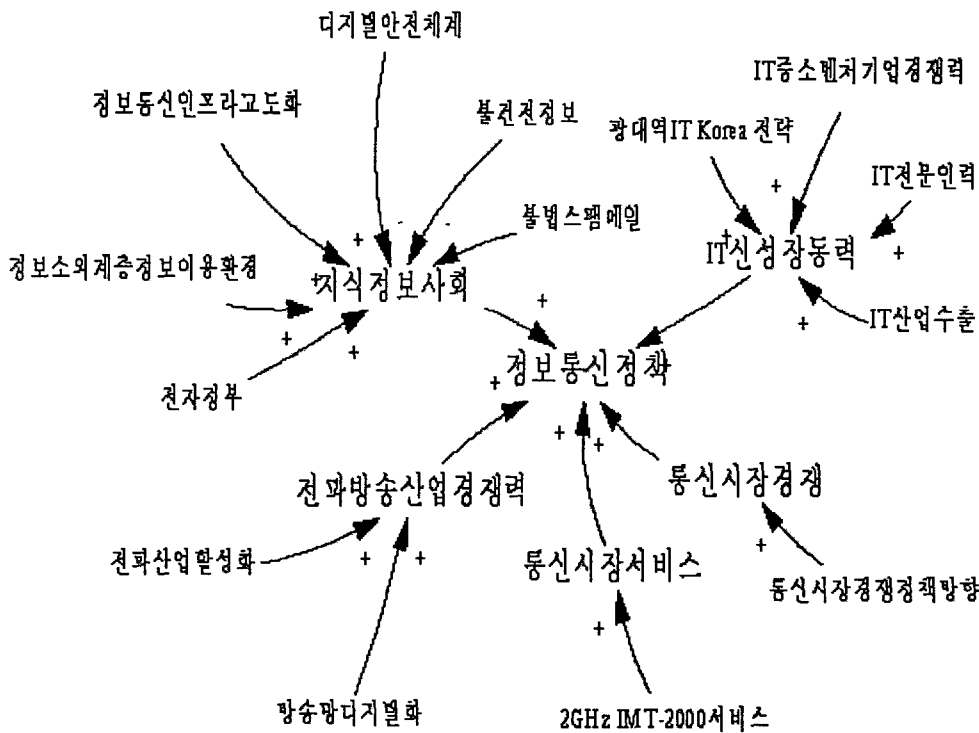 디지털안전체계
IT중소벤처기업경쟁력
정보통신인프라고도화
불건전정보
광대역IT Korea 전략
IT전문인력
불법스팸메일
+
+
+
IT신성장동력
+
정보소외계층정보이용환경
+
지식정보사회
+
+
IT산업수출
+
+
정보통신정책
+
전자정부
+
+
전파방송산업경쟁력
통신시장경쟁
전화산업활성화
+
+
통신시장서비스
+
통신시장경쟁정책방향
+
방송망디지털화
2GHz IMT-2000서비스